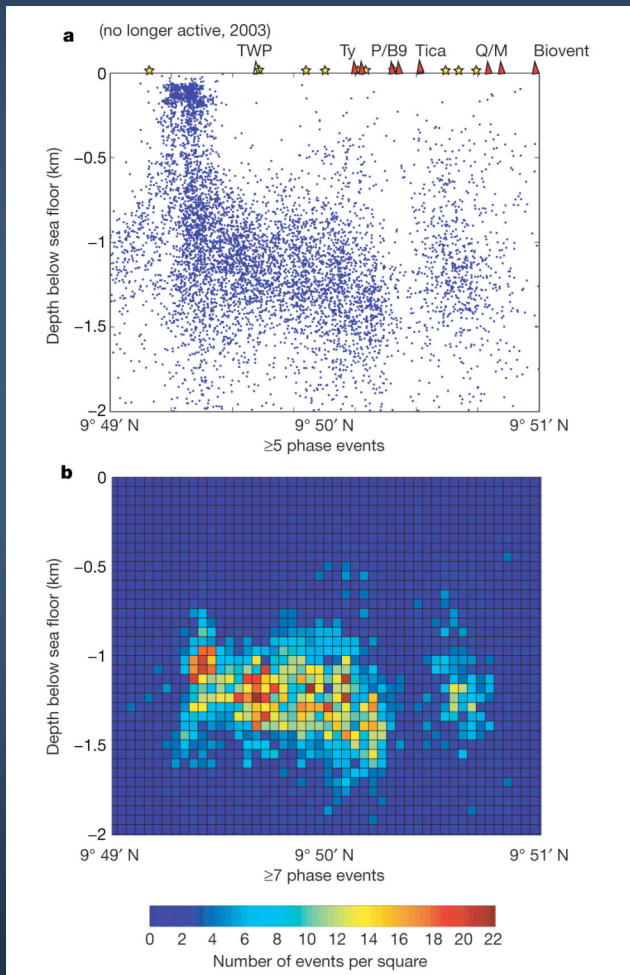 a (no longer active, 2003)
TWP Ty P/B9 Tica Q/M Biovent
0
−0.5
−1
−1.5
−2
Depth below sea floor (km)
9° 49′ N 9° 50′ N 9° 51′ N
≥5 phase events
b
0
−0.5
−1
−1.5
−2
Depth below sea floor (km)
9° 49′ N 9° 50′ N 9° 51′ N
≥7 phase events
0 2 4 6 8 10 12 14 16 18 20 22
Number of events per square